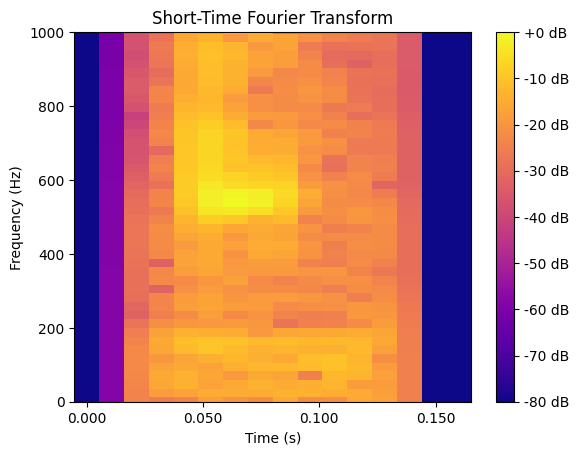 Short-Time Fourier Transform
Frequency (Hz)
1000
800
600
400
200
0
0.000
0.050
0.100
0.150
Time (s)
+0 dB
-10 dB
-20 dB
-30 dB
-40 dB
-50 dB
-60 dB
-70 dB
-80 dB